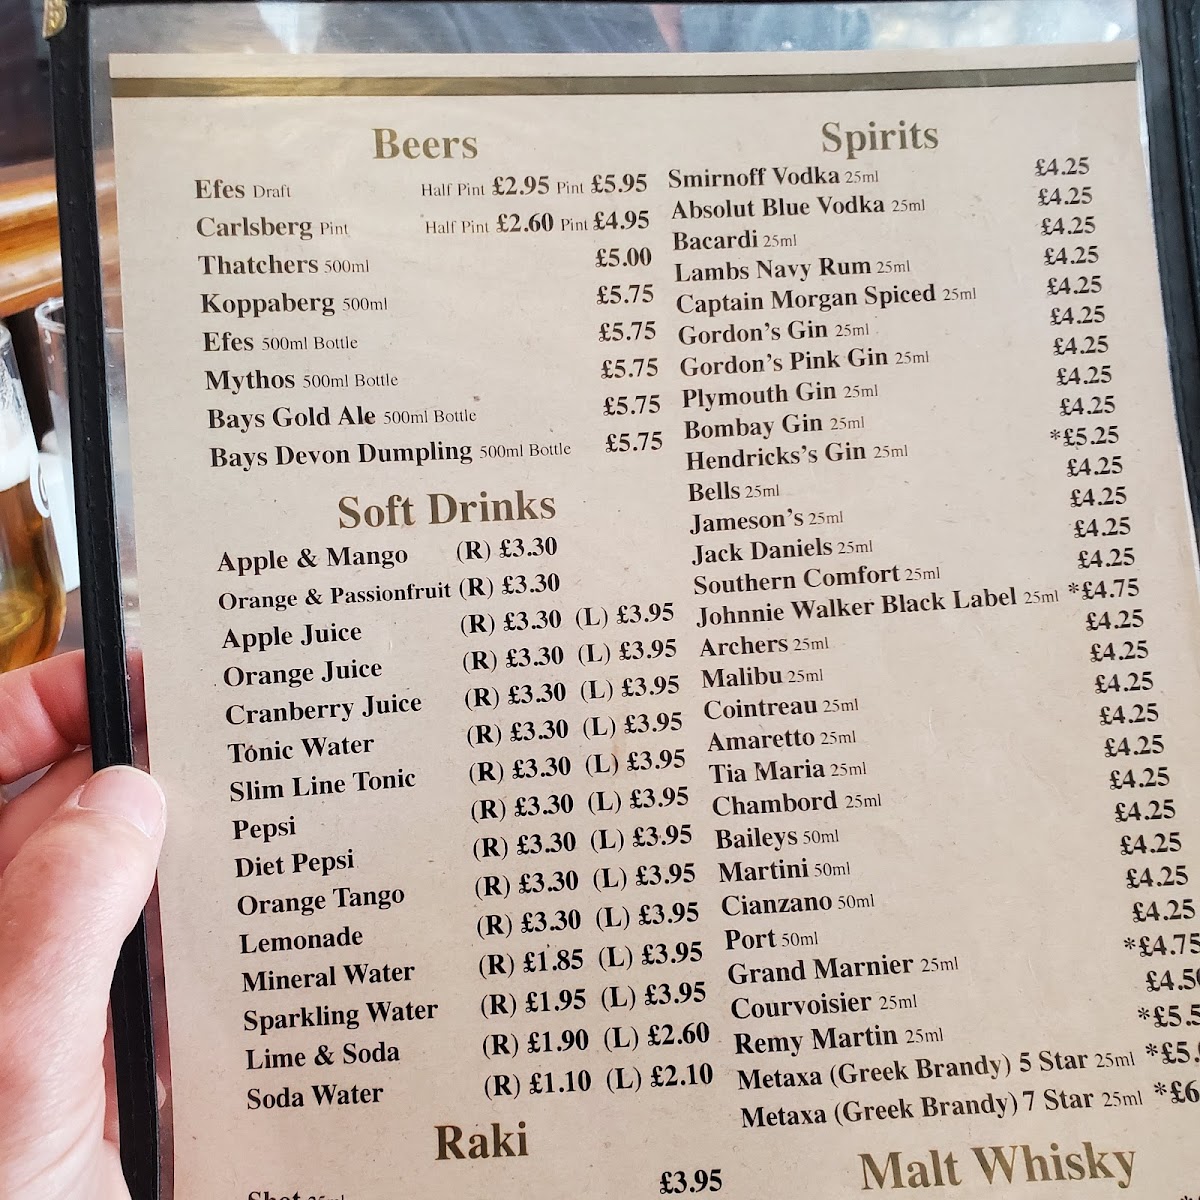 Beers
Efes Draft Half Pint £2.95 Pint £5.95
Carlsberg Pint Half Pint £2.60 Pint £4.95
Thatchers 500ml £5.00
Koppaberg 500ml £5.75
Efes 500ml Bottle £5.75
Mythos 500ml Bottle £5.75
Bays Gold Ale 500ml Bottle £5.75
Bays Devon Dumpling 500ml Bottle £5.75
Soft Drinks
Apple & Mango (R) £3.30
Orange & Passionfruit (R) £3.30
Apple Juice (R) £3.30 (L) £3.95
Orange Juice (R) £3.30 (L) £3.95
Cranberry Juice (R) £3.30 (L) £3.95
Tonic Water (R) £3.30 (L) £3.95
Slim Line Tonic (R) £3.30 (L) £3.95
Pepsi (R) £3.30 (L) £3.95
Diet Pepsi (R) £3.30 (L) £3.95
Orange Tango (R) £3.30 (L) £3.95
Lemonade (R) £3.30 (L) £3.95
Mineral Water (R) £1.85 (L) £3.95
Sparkling Water (R) £1.95 (L) £3.95
Lime & Soda (R) £1.90 (L) £2.60
Soda Water (R) £1.10 (L) £2.10
Raki
Shot 25ml £3.95
Spirits
Smirnoff Vodka 25ml £4.25
Absolut Blue Vodka 25ml £4.25
Bacardi 25ml £4.25
Lambs Navy Rum 25ml £4.25
Captain Morgan Spiced 25ml £4.25
Gordon's Gin 25ml £4.25
Gordon's Pink Gin 25ml £4.25
Plymouth Gin 25ml £4.25
Bombay Gin 25ml £4.25
Hendricks's Gin 25ml *£5.25
Bells 25ml £4.25
Jameson's 25ml £4.25
Jack Daniels 25ml £4.25
Southern Comfort 25ml £4.25
Johnnie Walker Black Label 25ml *£4.75
Archers 25ml £4.25
Malibu 25ml £4.25
Cointreau 25ml £4.25
Amaretto 25ml £4.25
Tia Maria 25ml £4.25
Chambord 25ml £4.25
Baileys 50ml £4.25
Martini 50ml £4.25
Cianzano 50ml £4.25
Port 50ml £4.25
Grand Marnier 25ml *£4.75
Courvoisier 25ml £4.50
Remy Martin 25ml *£5.5
Metaxa (Greek Brandy) 5 Star 25ml *£5.
Metaxa (Greek Brandy) 7 Star 25ml *£6
Malt Whisky